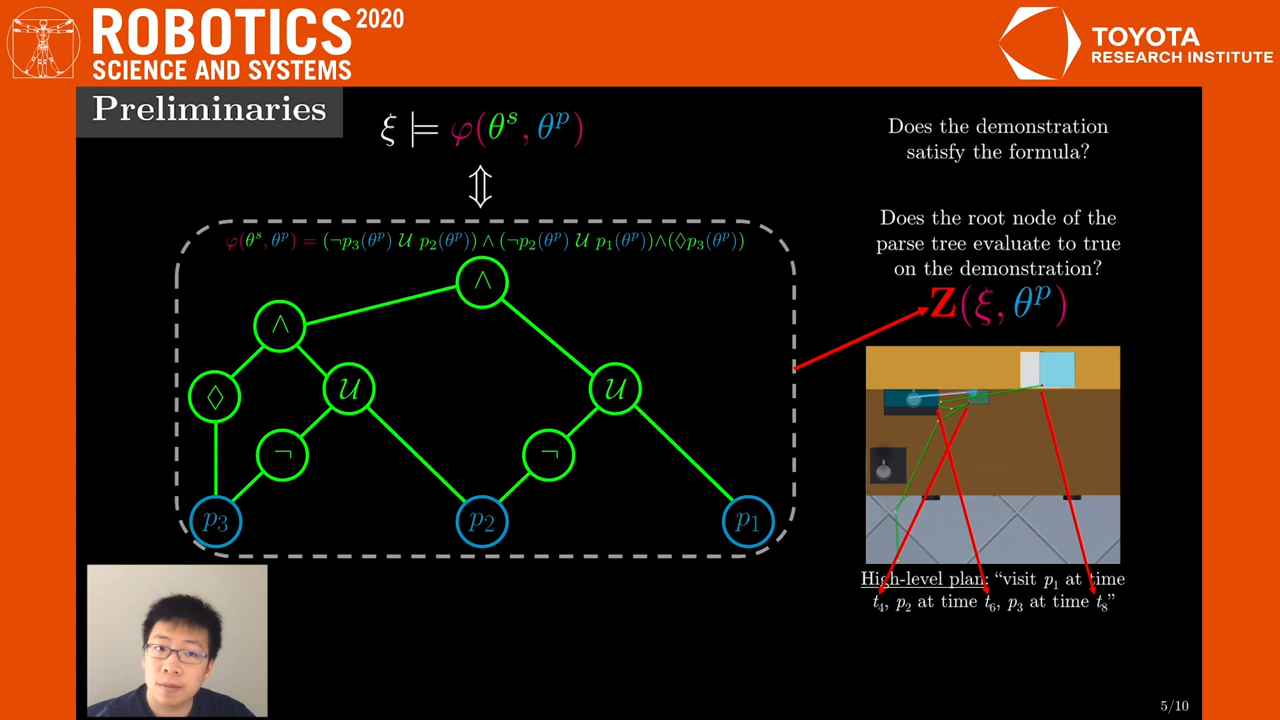 ROBOTICS 2020
SCIENCE AND SYSTEMS
TOYOTA
RESEARCH INSTITUTE
Preliminaries
ξ ⊨ φ(θˢ, θᵖ)
⇕
Does the demonstration
satisfy the formula?
Does the root node of the
parse tree evaluate to true
on the demonstration?
Z(ξ, θᵖ)
φ(θˢ, θᵖ) = (¬p₃(θᵖ) 𝒰 p₂(θᵖ)) ∧ (¬p₂(θᵖ) 𝒰 p₁(θᵖ))∧(◊p₃(θᵖ))
∧
∧
◊ 𝒰 𝒰
¬ ¬
p₃ p₂ p₁
High-level plan: “visit p₁ at time
t₄, p₂ at time t₆, p₃ at time t₈”
5/10